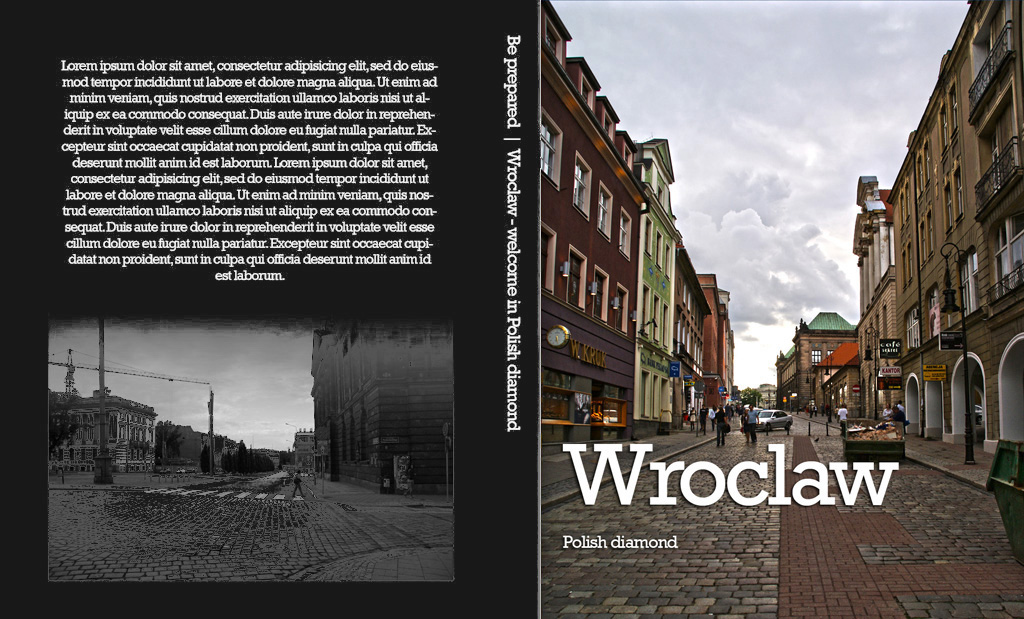 Lorem ipsum dolor sit amet, consectetur adipisicing elit, sed do eius-
mod tempor incididunt ut labore et dolore magna aliqua. Ut enim ad
minim veniam, quis nostrud exercitation ullamco laboris nisi ut al-
iquip ex ea commodo consequat. Duis aute irure dolor in reprehen-
derit in voluptate velit esse cillum dolore eu fugiat nulla pariatur. Ex-
cepteur sint occaecat cupidatat non proident, sunt in culpa qui officia
deserunt mollit anim id est laborum. Lorem ipsum dolor sit amet,
consectetur adipisicing elit, sed do eiusmod tempor incididunt ut
labore et dolore magna aliqua. Ut enim ad minim veniam, quis nos-
trud exercitation ullamco laboris nisi ut aliquip ex ea commodo con-
sequat. Duis aute irure dolor in reprehenderit in voluptate velit esse
cillum dolore eu fugiat nulla pariatur. Excepteur sint occaecat cupi-
datat non proident, sunt in culpa qui officia deserunt mollit anim id
est laborum.
Be prepared | Wroclaw - welcome in Polish diamond
W.KRUK
café
KANTOR
Wroclaw
Polish diamond